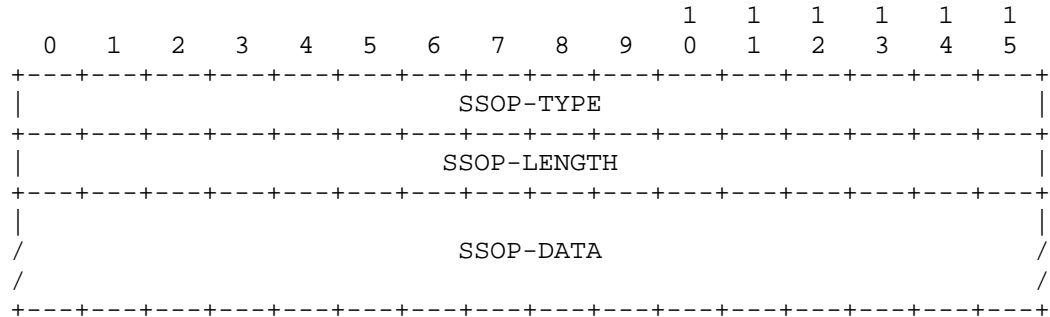 1   1   1   1   1   1
   0   1   2   3   4   5   6   7   8   9   0   1   2   3   4   5
+---+---+---+---+---+---+---+---+---+---+---+---+---+---+---+---+
|                           SSOP-TYPE                           |
+---+---+---+---+---+---+---+---+---+---+---+---+---+---+---+---+
|                          SSOP-LENGTH                          |
+---+---+---+---+---+---+---+---+---+---+---+---+---+---+---+---+
|                                                               |
/                           SSOP-DATA                           /
/                                                               /
+---+---+---+---+---+---+---+---+---+---+---+---+---+---+---+---+